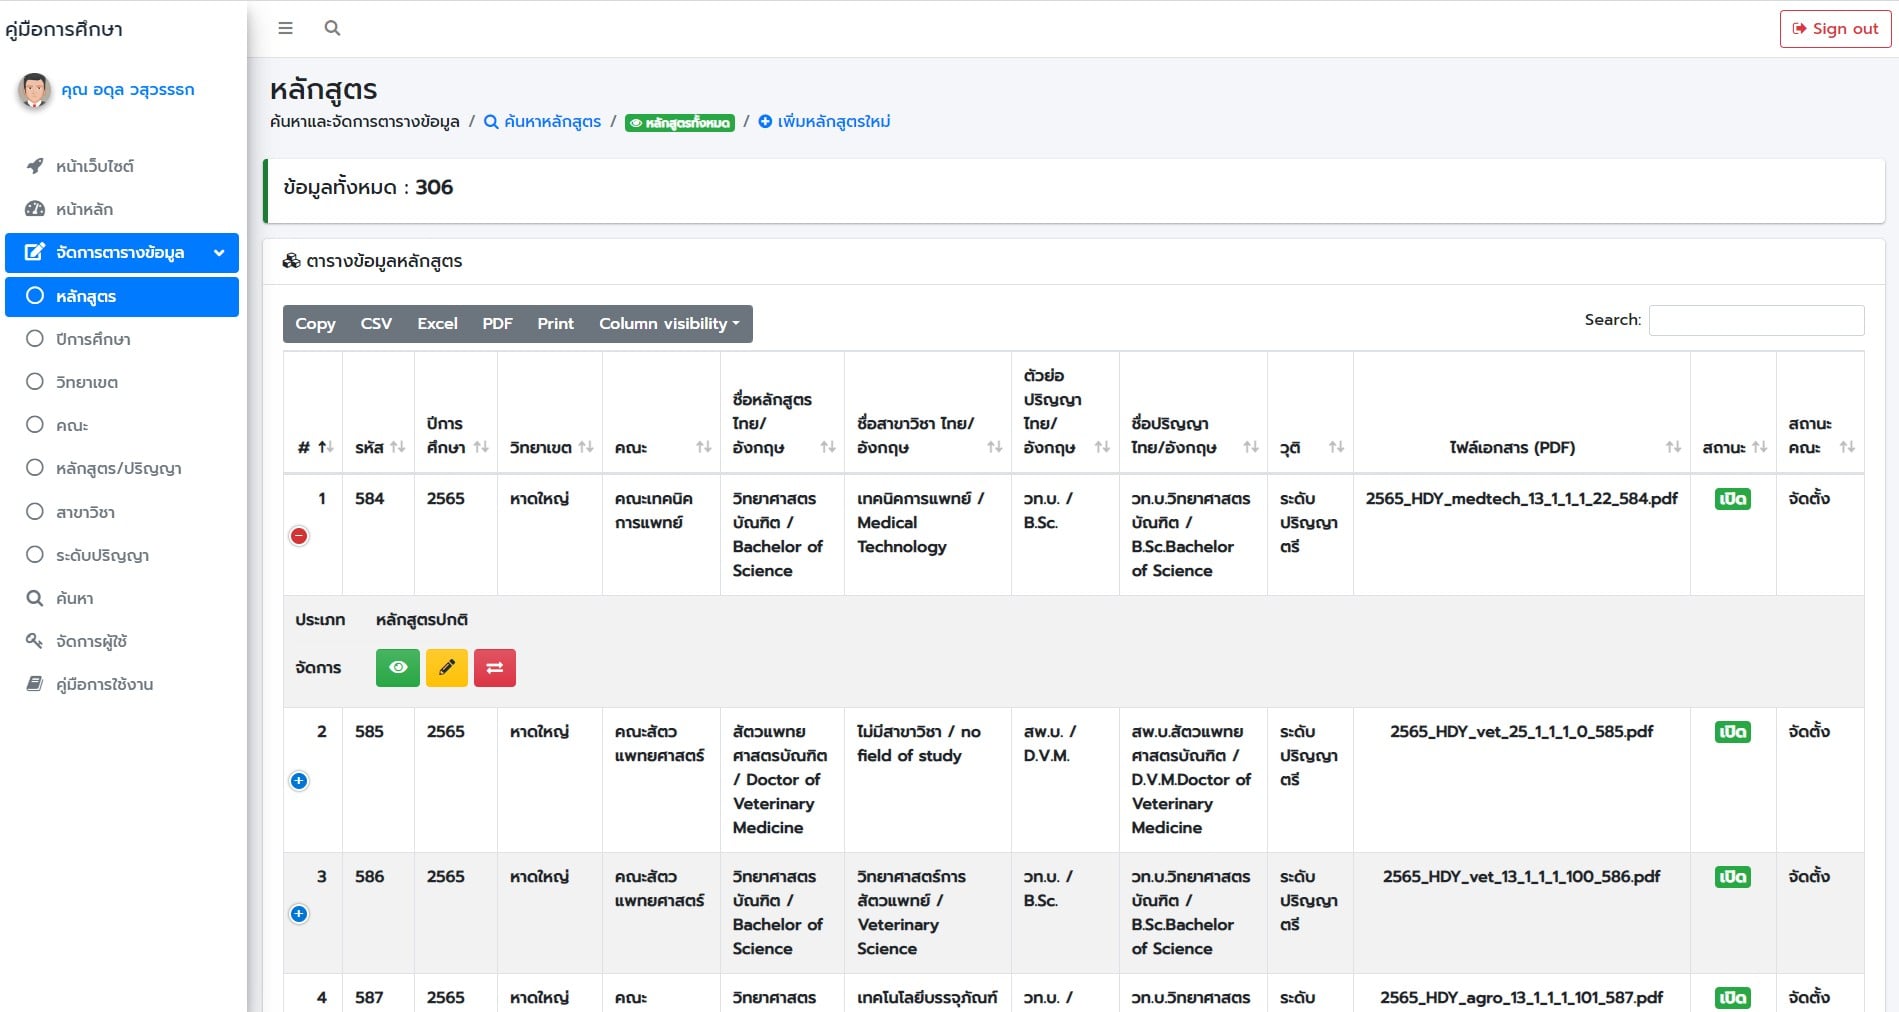 คู่มือการศึกษา
คุณ อดุล วสุวรรธก
หน้าเว็บไซต์
หน้าหลัก
จัดการตารางข้อมูล
หลักสูตร
ปีการศึกษา
วิทยาเขต
คณะ
หลักสูตร/ปริญญา
สาขาวิชา
ระดับปริญญา
ค้นหา
จัดการผู้ใช้
คู่มือการใช้งาน
Sign out
หลักสูตร
ค้นหาและจัดการตารางข้อมูล / ค้นหาหลักสูตร / หลักสูตรทั้งหมด / เพิ่มหลักสูตรใหม่
ข้อมูลทั้งหมด : 306
ตารางข้อมูลหลักสูตร
Copy CSV Excel PDF Print Column visibility
Search:
#
รหัส
ปีการ
ศึกษา
วิทยาเขต
คณะ
ชื่อหลักสูตร
ไทย/
อังกฤษ
ชื่อสาขาวิชา ไทย/
อังกฤษ
ตัวย่อ
ปริญญา
ไทย/
อังกฤษ
ชื่อปริญญา
ไทย/อังกฤษ
วุติ
ไฟล์เอกสาร (PDF)
สถานะ
สถานะ
คณะ
1
584
2565
หาดใหญ่
คณะเทคนิค
การแพทย์
วิทยาศาสตร
บัณฑิต /
Bachelor of
Science
เทคนิคการแพทย์ /
Medical
Technology
วท.บ. /
B.Sc.
วท.บ.วิทยาศาสตร
บัณฑิต /
B.Sc.Bachelor
of Science
ระดับ
ปริญญา
ตรี
2565_HDY_medtech_13_1_1_1_22_584.pdf
เปิด
จัดตั้ง
ประเภท หลักสูตรปกติ
จัดการ
2
585
2565
หาดใหญ่
คณะสัตว
แพทยศาสตร์
สัตวแพทย
ศาสตรบัณฑิต
/ Doctor of
Veterinary
Medicine
ไม่มีสาขาวิชา / no
field of study
สพ.บ. /
D.V.M.
สพ.บ.สัตวแพทย
ศาสตรบัณฑิต /
D.V.M.Doctor of
Veterinary
Medicine
ระดับ
ปริญญา
ตรี
2565_HDY_vet_25_1_1_1_0_585.pdf
เปิด
จัดตั้ง
3
586
2565
หาดใหญ่
คณะสัตว
แพทยศาสตร์
วิทยาศาสตร
บัณฑิต /
Bachelor of
Science
วิทยาศาสตร์การ
สัตวแพทย์ /
Veterinary
Science
วท.บ. /
B.Sc.
วท.บ.วิทยาศาสตร
บัณฑิต /
B.Sc.Bachelor
of Science
ระดับ
ปริญญา
ตรี
2565_HDY_vet_13_1_1_1_100_586.pdf
เปิด
จัดตั้ง
4
587
2565
หาดใหญ่
คณะ
วิทยาศาสตร
เทคโนโลยีบรรจุภัณฑ์
วท.บ. /
วท.บ.วิทยาศาสตร
ระดับ
2565_HDY_agro_13_1_1_1_101_587.pdf
เปิด
จัดตั้ง